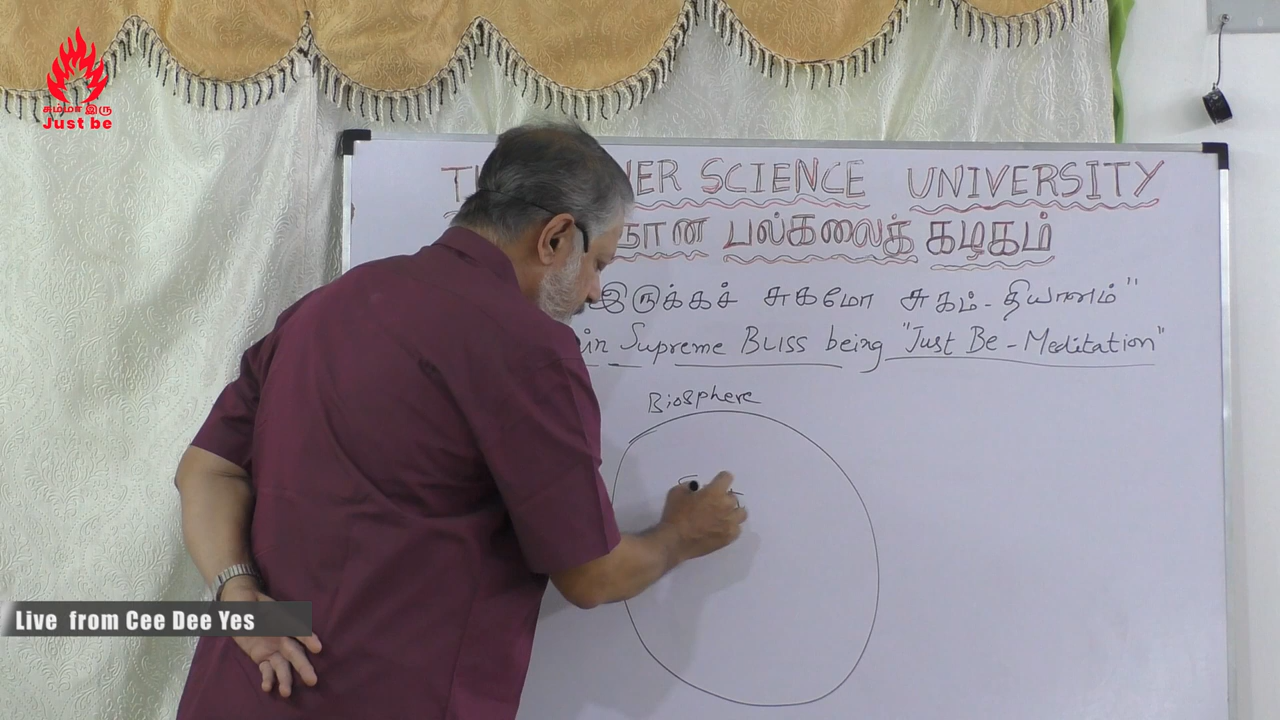 சும்மா இரு
Just be
SCIENCE UNIVERSITY
பல்கலைக் கழகம்
இருக்கச் சுகமோ சுகம் - தியானம்"
in Supreme BLISS being "Just Be - Meditation"
Biosphere
Live from Cee Dee Yes